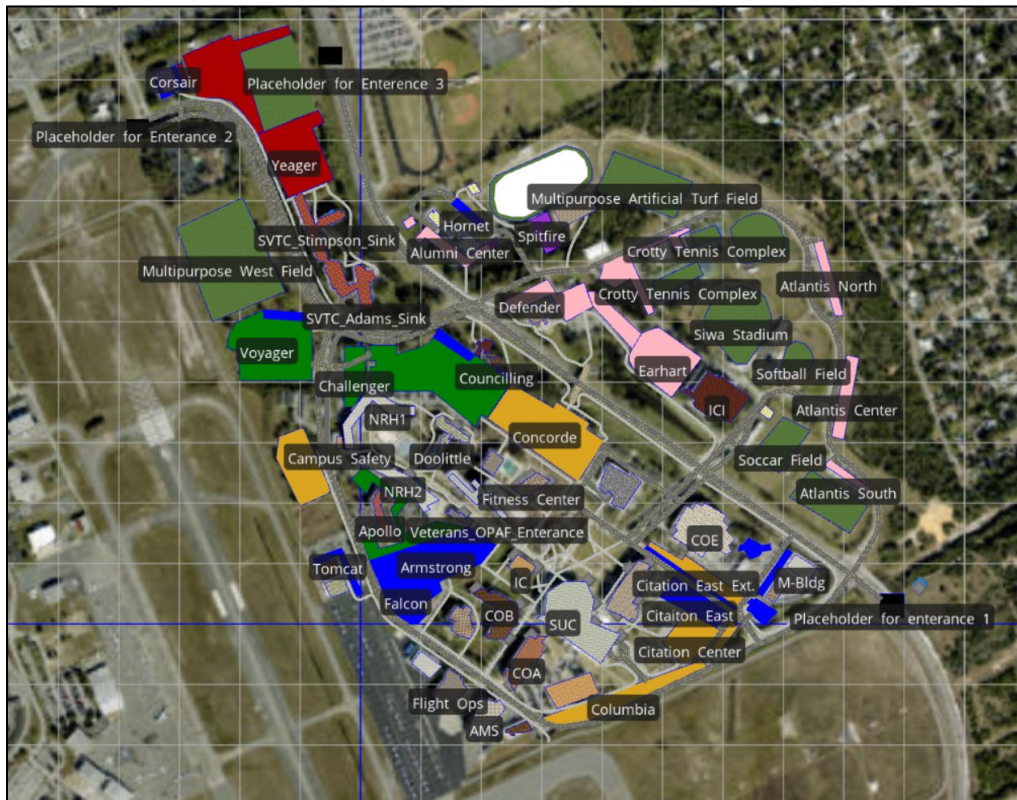 Corsair
Placeholder for Enterence 3
Placeholder for Enterance 2
Yeager
Multipurpose Artificial Turf Field
Hornet
Spitfire
SVTC_Stimpson_Sink
Alumni Center
Crotty Tennis Complex
Multipurpose West Field
Atlantis North
Crotty Tennis Complex
Defender
SVTC_Adams_Sink
Siwa Stadium
Voyager
Earhart
Softball Field
Councilling
Challenger
ICI
Atlantis Center
NRH1
Concorde
Campus Safety
Doolittle
Soccar Field
NRH2
Fitness Center
Atlantis South
Apollo
Veterans_OPAF_Enterance
COE
Tomcat
Armstrong
IC
Citation East Ext.
M-Bldg
Falcon
COB
SUC
Citaiton East
Placeholder for enterance 1
Citation Center
COA
Flight Ops
Columbia
AMS